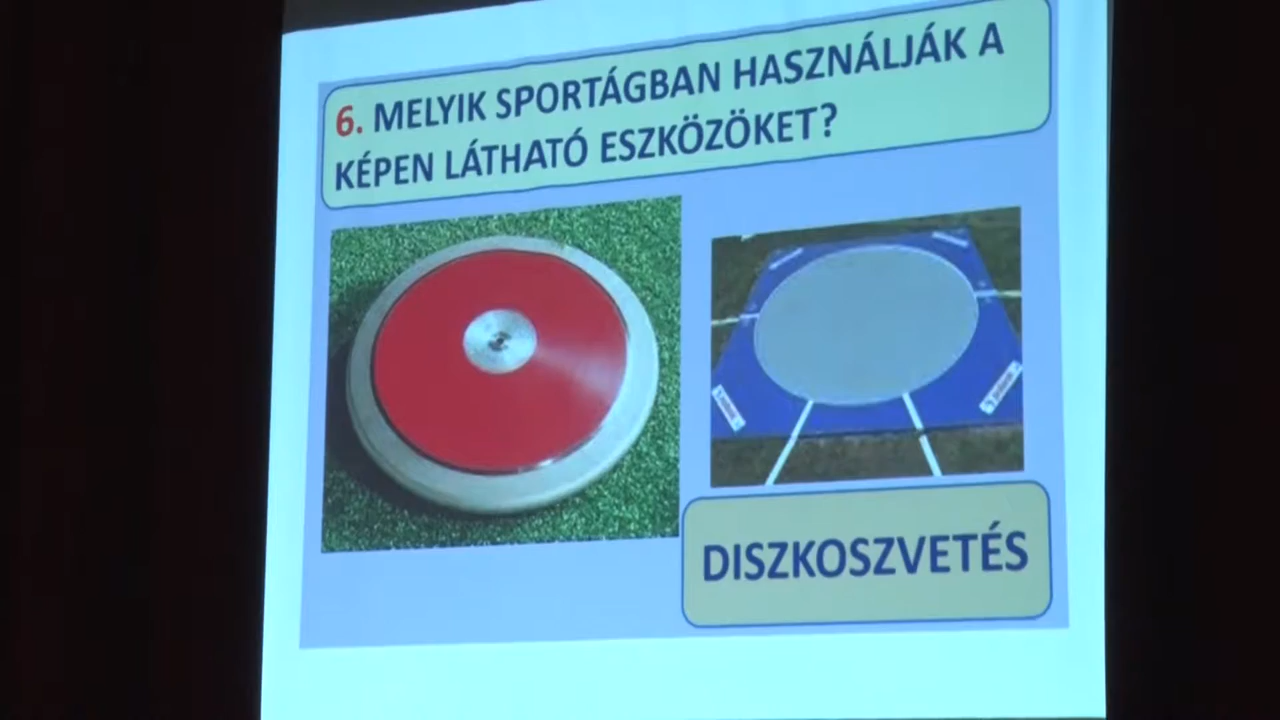 6. MELYIK SPORTÁGBAN HASZNÁLJÁK A
KÉPEN LÁTHATÓ ESZKÖZÖKET?
DISZKOSZVETÉS